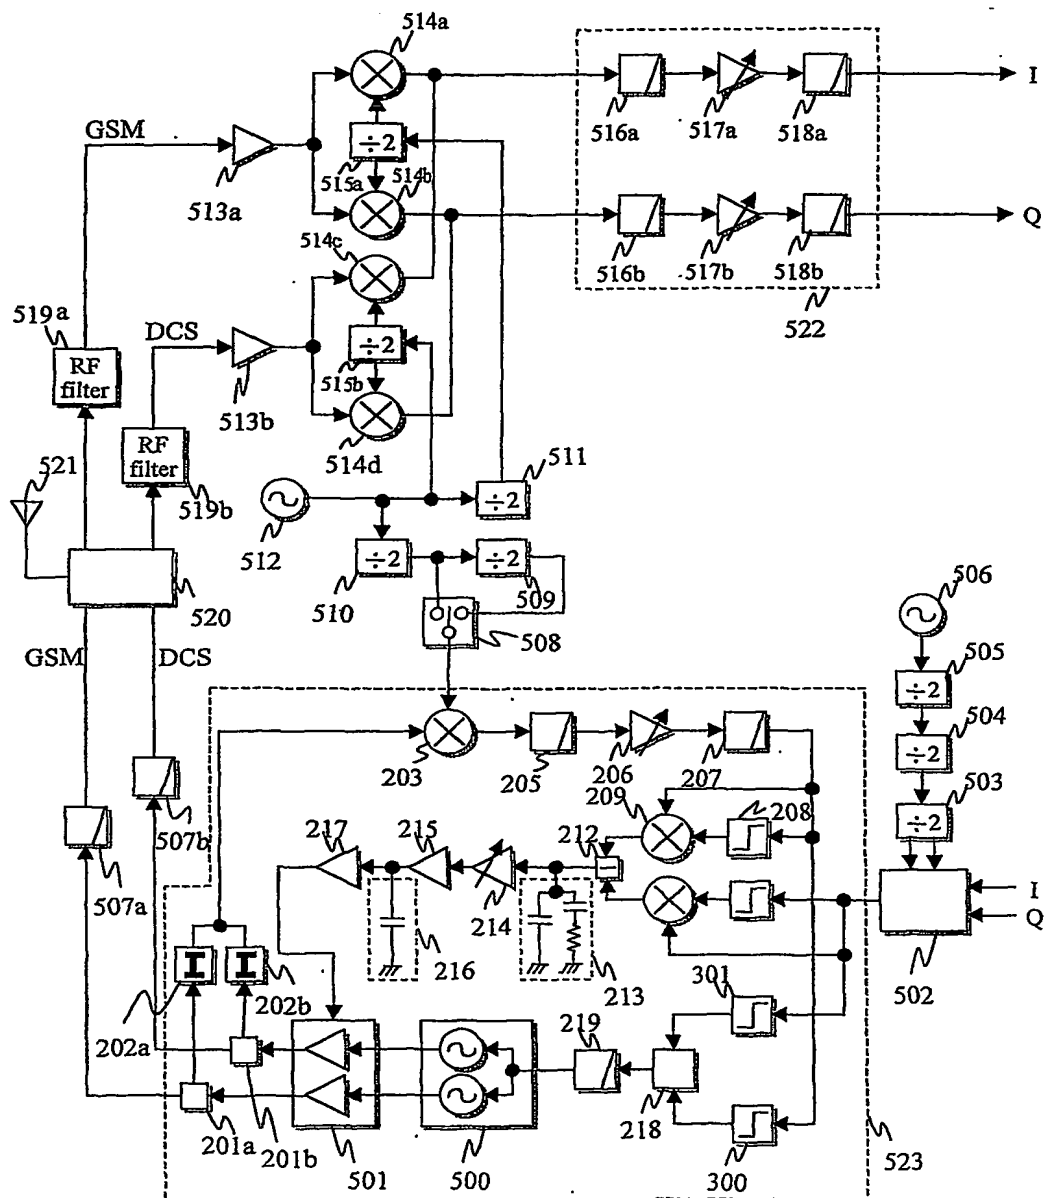 514a
I
GSM
÷2
516a
517a
518a
515a
514b
513a
Q
514c
516b
517b
518b
519a
DCS
÷2
522
RF
filter
515b
513b
RF
filter
514d
521
511
519b
÷2
512
÷2
÷2
506
510
509
520
508
505
GSM
DCS
÷2
504
÷2
203
205
206
207
503
209
208
÷2
217
215
212
507b
I
507a
214
Q
216
301
502
202b
213
202a
219
201a
218
201b
501
500
300
523